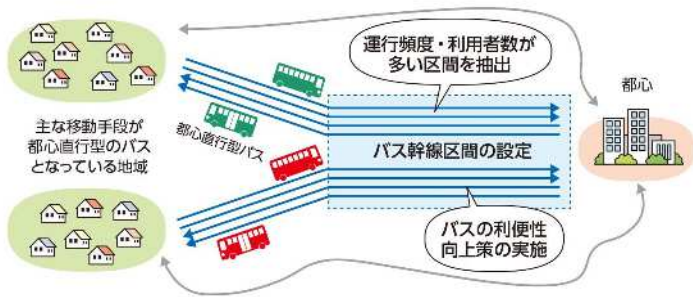 運行頻度・利用者数が
多い区間を抽出
都心
主な移動手段が
都心直行型のバス
となっている地域
都心直行型バス
バス幹線区間の設定
バスの利便性
向上策の実施